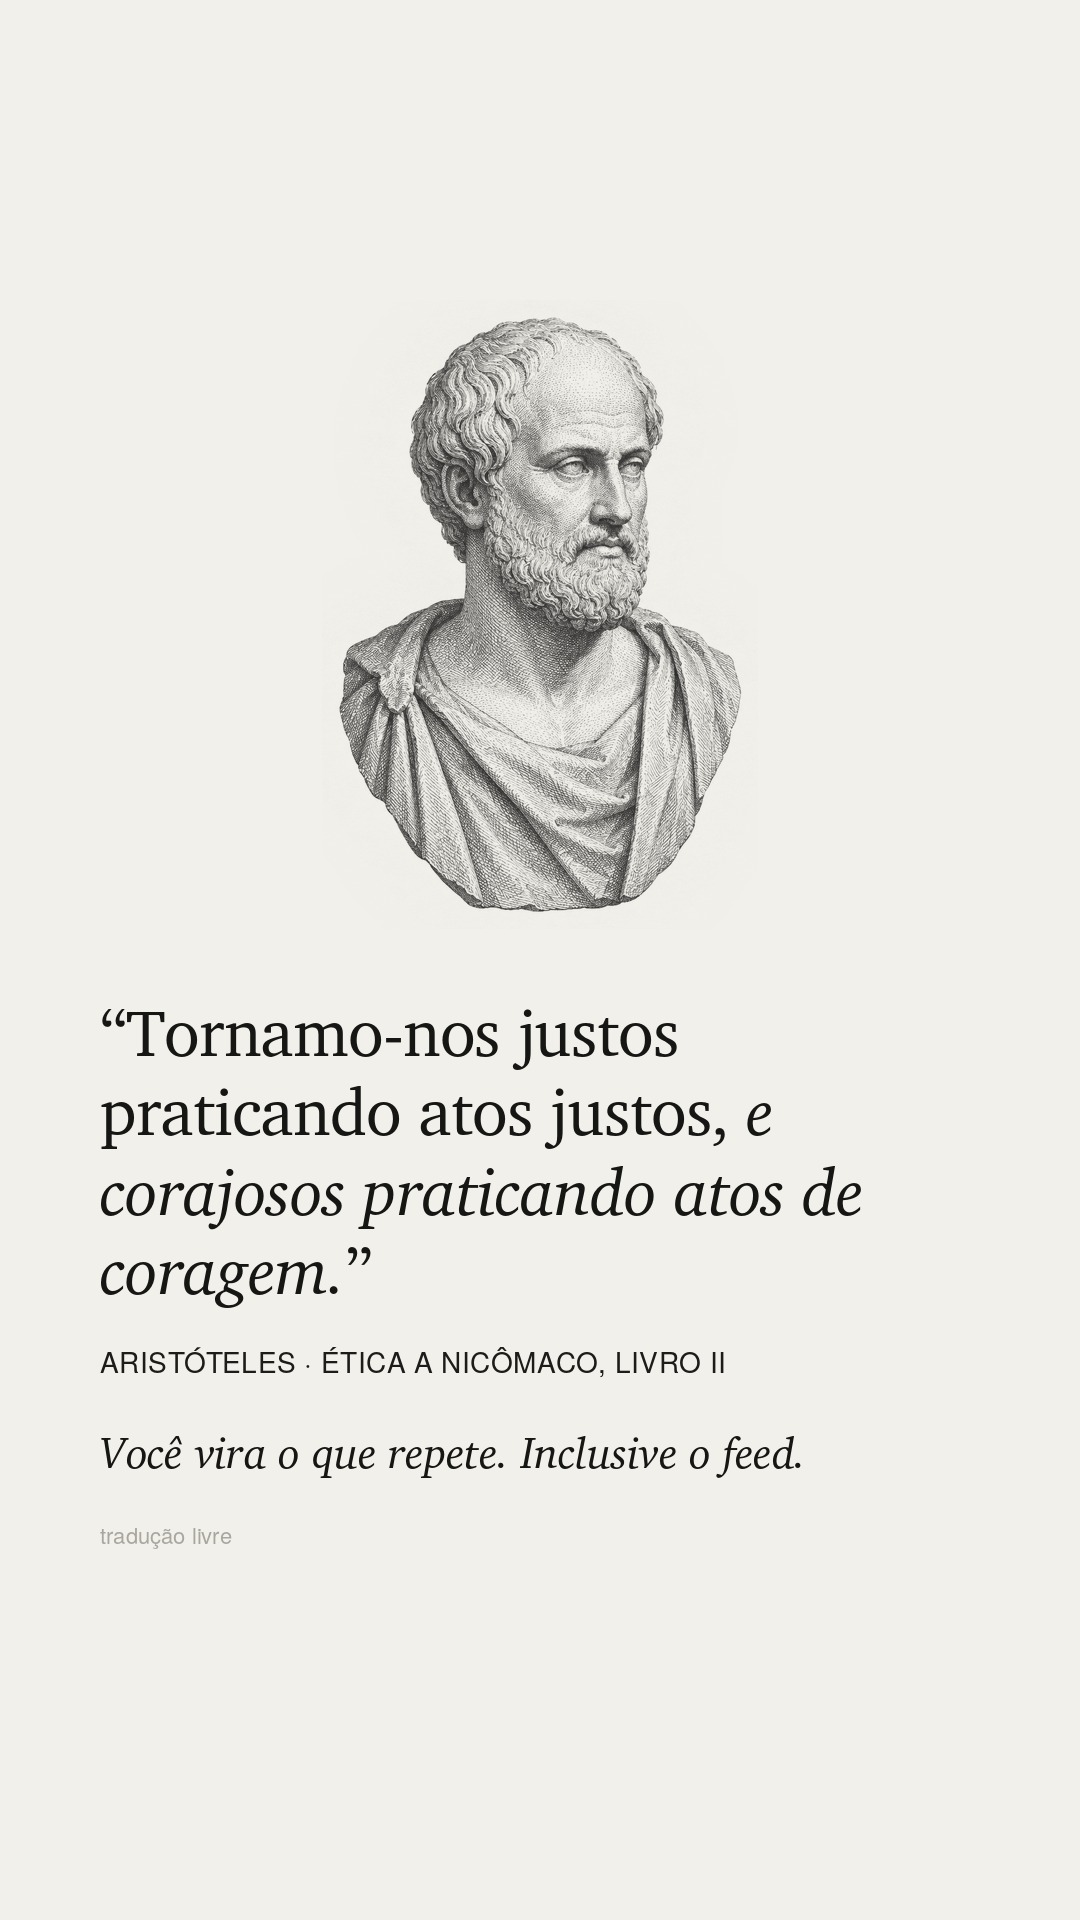 “Tornamo-nos justos
praticando atos justos, e
corajosos praticando atos de
coragem.”
ARISTÓTELES · ÉTICA A NICÔMACO, LIVRO II
Você vira o que repete. Inclusive o feed.
tradução livre